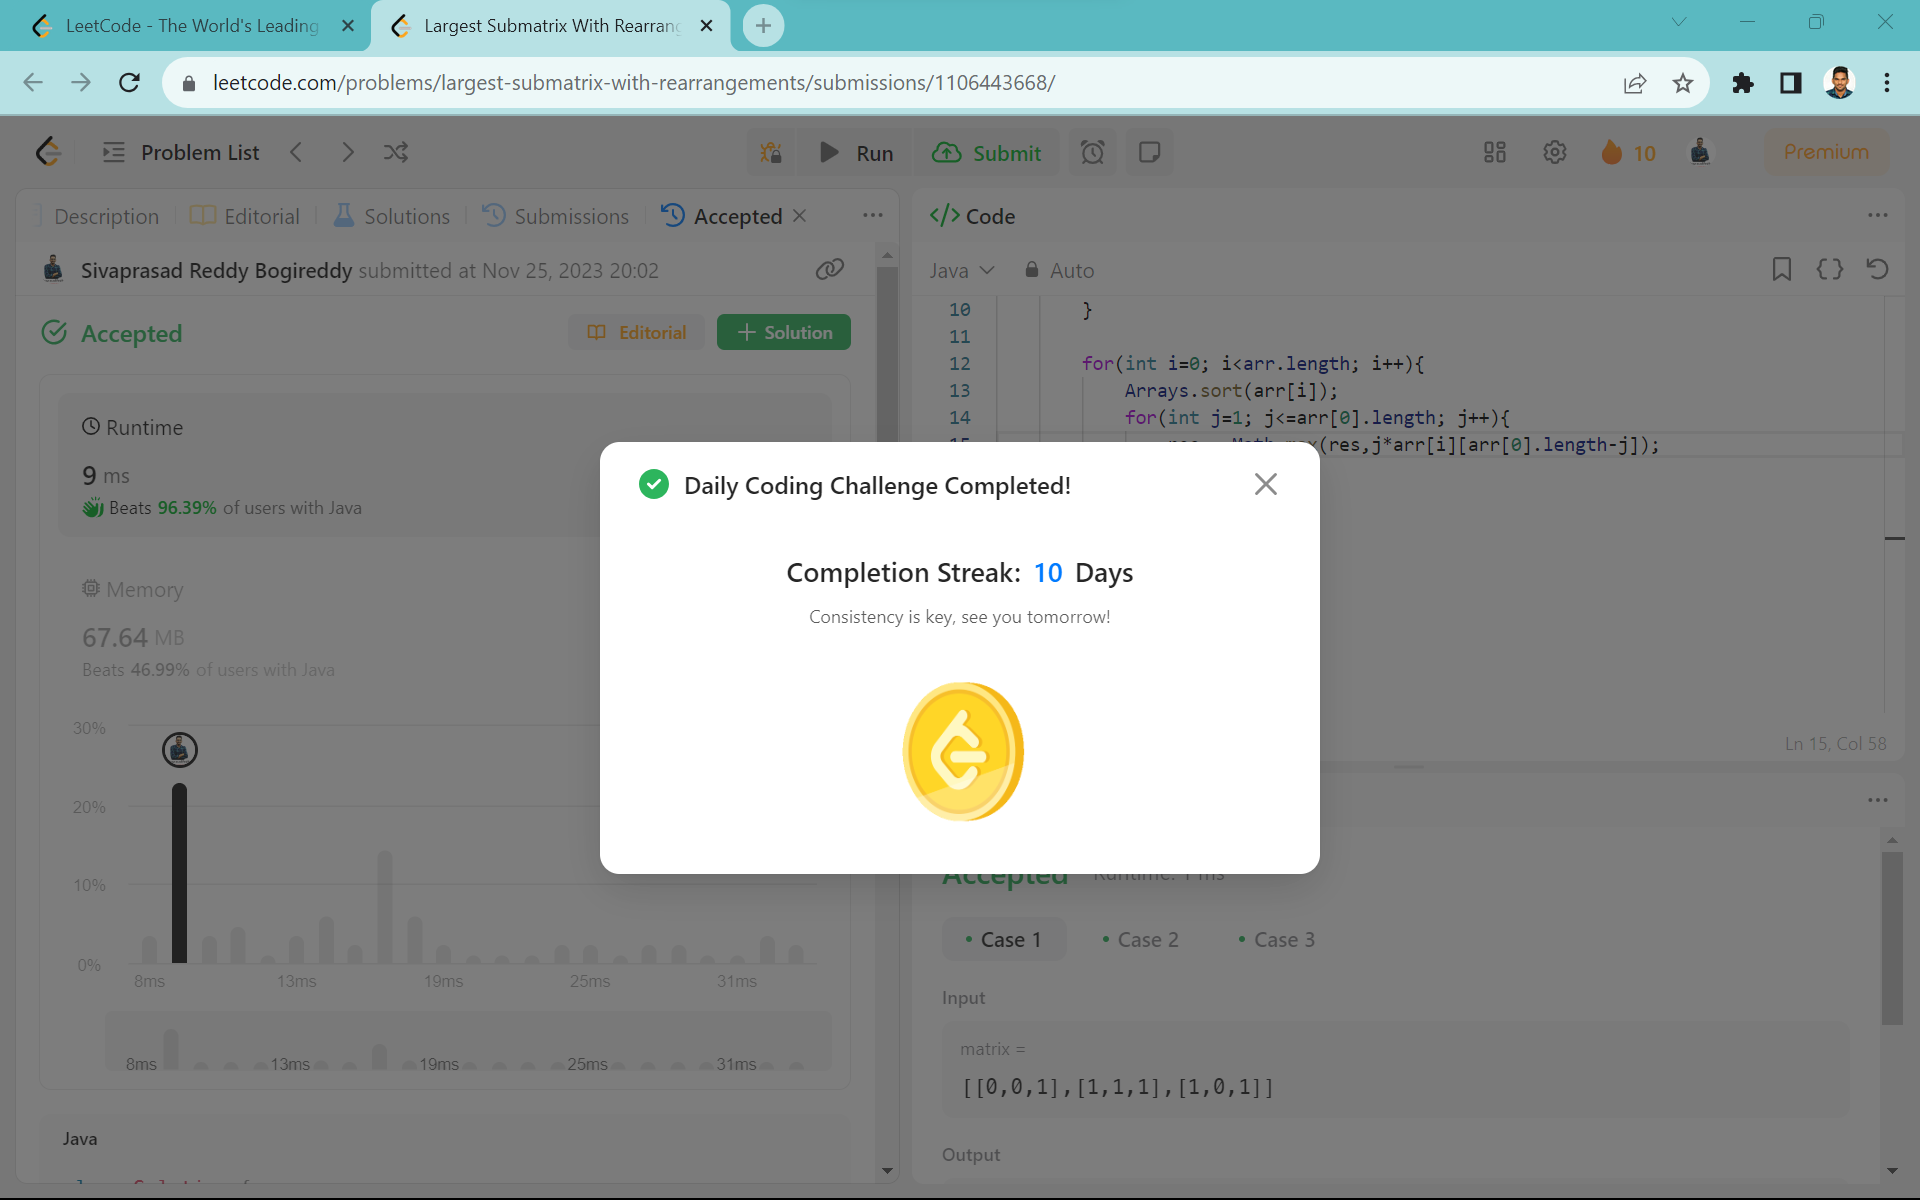 LeetCode - The World's Leading
Largest Submatrix With Rearrang
leetcode.com/problems/largest-submatrix-with-rearrangements/submissions/1106443668/
Problem List
Run
Submit
10
Premium
Description
Editorial
Solutions
Submissions
Accepted
</> Code
Sivaprasad Reddy Bogireddy submitted at Nov 25, 2023 20:02
Java
Auto
Accepted
Editorial
+ Solution
Runtime
9 ms
Beats 96.39% of users with Java
Memory
67.64 MB
Beats 46.99% of users with Java
30%
20%
10%
0%
8ms 13ms 19ms 25ms 31ms
8ms 13ms 19ms 25ms 31ms
Java
10 }
11
12 for(int i=0; i<arr.length; i++){
13 Arrays.sort(arr[i]);
14 for(int j=1; j<=arr[0].length; j++){
(res,j*arr[i][arr[0].length-j]);
Daily Coding Challenge Completed!
Completion Streak: 10 Days
Consistency is key, see you tomorrow!
Ln 15, Col 58
Accepted Runtime: 1 ms
Case 1
Case 2
Case 3
Input
matrix =
[[0,0,1],[1,1,1],[1,0,1]]
Output